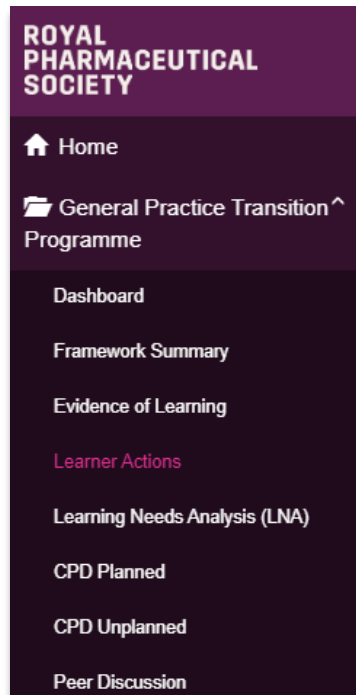 ROYAL
PHARMACEUTICAL
SOCIETY
Home
General Practice Transition
Programme
Dashboard
Framework Summary
Evidence of Learning
Learner Actions
Learning Needs Analysis (LNA)
CPD Planned
CPD Unplanned
Peer Discussion